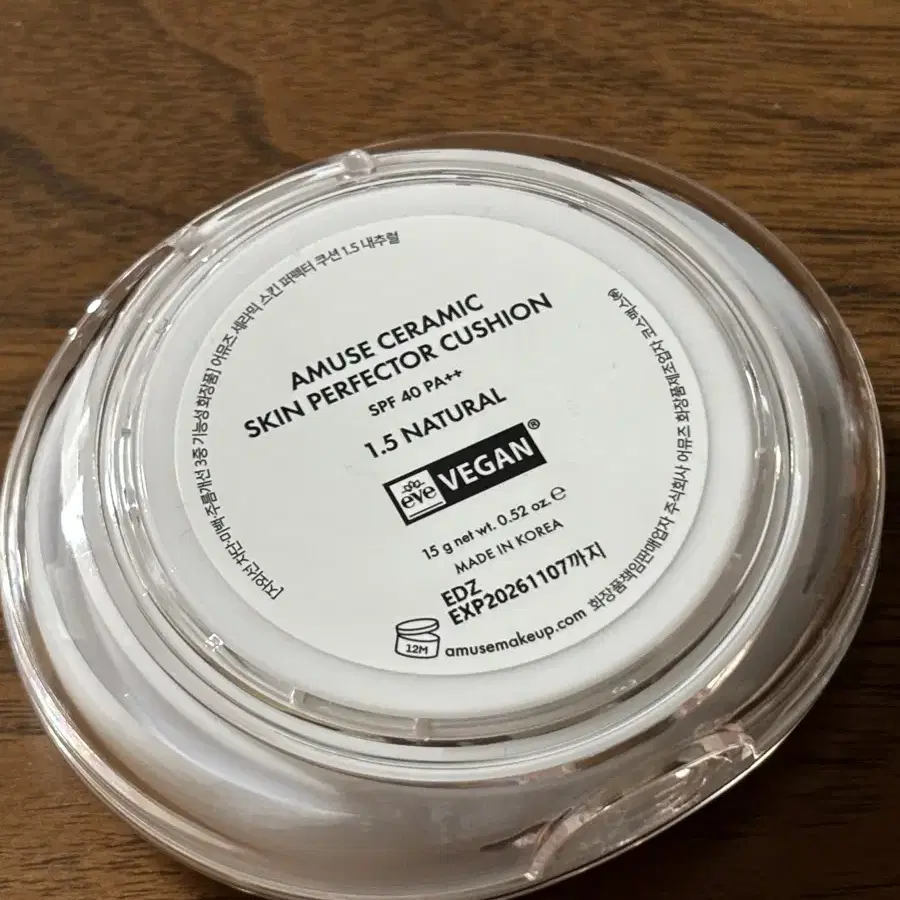 [자외선 차단·미백·주름개선 3중 기능성 화장품] 어뮤즈 세라믹 스킨 퍼펙터 쿠션 1.5 내추럴
AMUSE CERAMIC
SKIN PERFECTOR CUSHION
SPF 40 PA++
1.5 NATURAL
eve VEGAN®
15 g net wt. 0.52 oz. ℮
MADE IN KOREA
EDZ
EXP20261107까지
12M
amusemakeup.com
화장품책임판매업자 주식회사 어뮤즈 화장품제조업자 코스맥스㈜